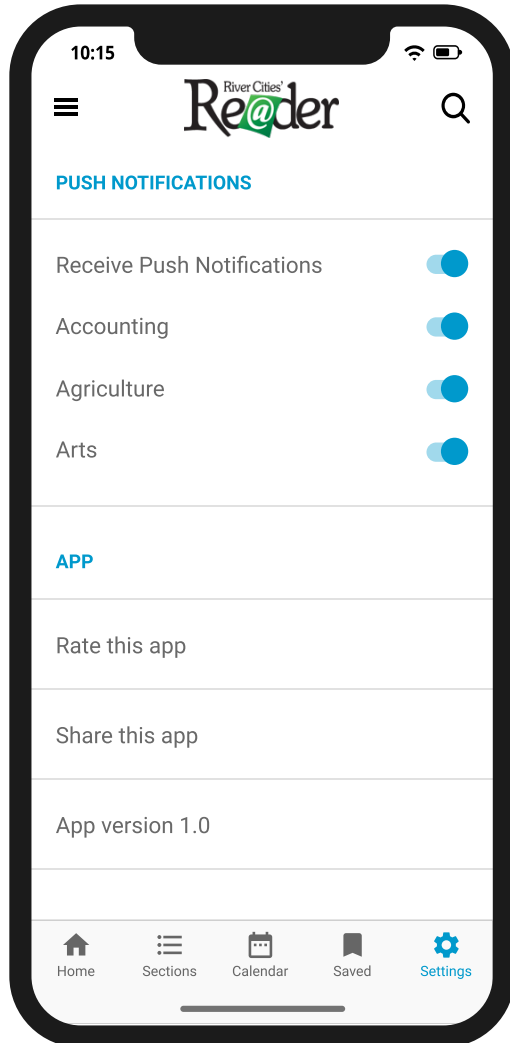 10:15
River Cities'
Re@der
PUSH NOTIFICATIONS
Receive Push Notifications
Accounting
Agriculture
Arts
APP
Rate this app
Share this app
App version 1.0
Home Sections Calendar Saved Settings